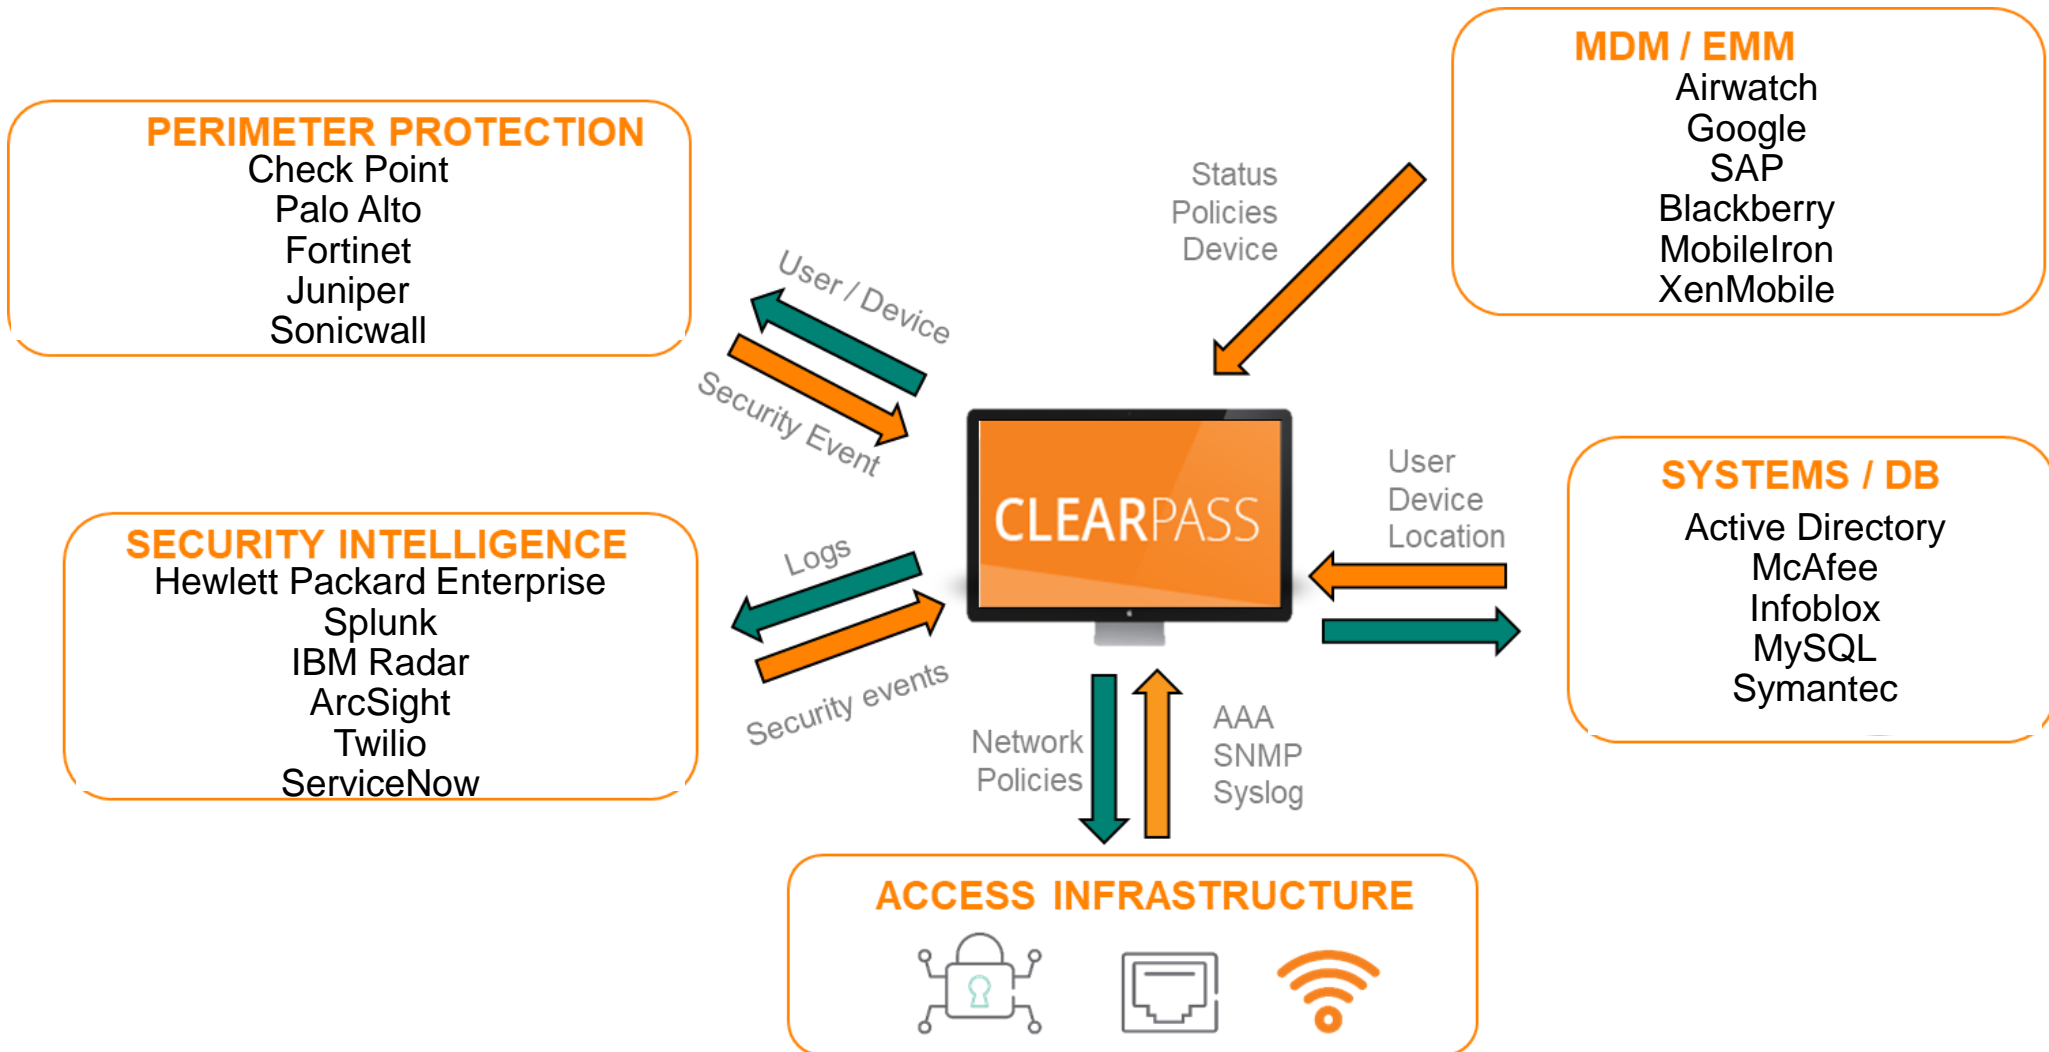 MDM / EMM
Airwatch
Google
SAP
Blackberry
MobileIron
XenMobile
PERIMETER PROTECTION
Check Point
Palo Alto
Fortinet
Juniper
Sonicwall
Status
Policies
Device
User / Device
Security Event
CLEARPASS
User
Device
Location
SYSTEMS / DB
Active Directory
McAfee
Infoblox
MySQL
Symantec
SECURITY INTELLIGENCE
Hewlett Packard Enterprise
Splunk
IBM Radar
ArcSight
Twilio
ServiceNow
Logs
Security events
Network
Policies
AAA
SNMP
Syslog
ACCESS INFRASTRUCTURE